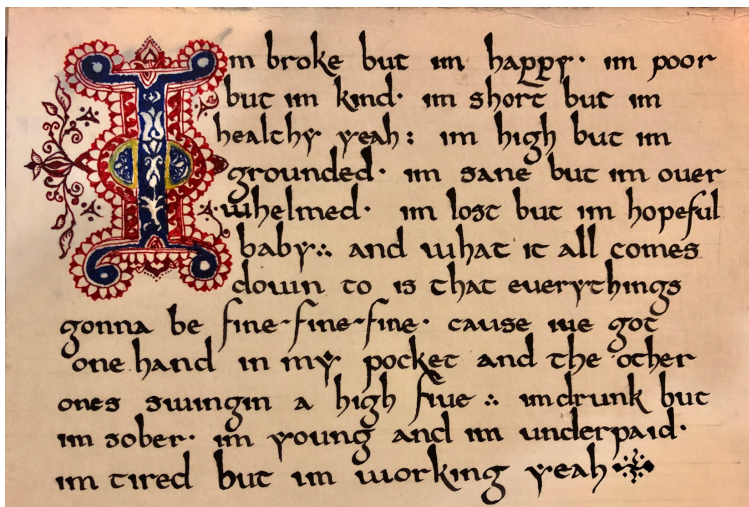 Im broke but im happy· im poor
but im kind· im short but im
healthy yeah: im high but im
grounded· im sane but im over
whelmed· im lost but im hopeful
baby∴ and what it all comes
down to is that everythings
gonna be fine-fine-fine· cause we got
one hand in my pocket and the other
ones swingin a high five ∴ im drunk but
im sober· im young and im underpaid·
im tired but im working yeah